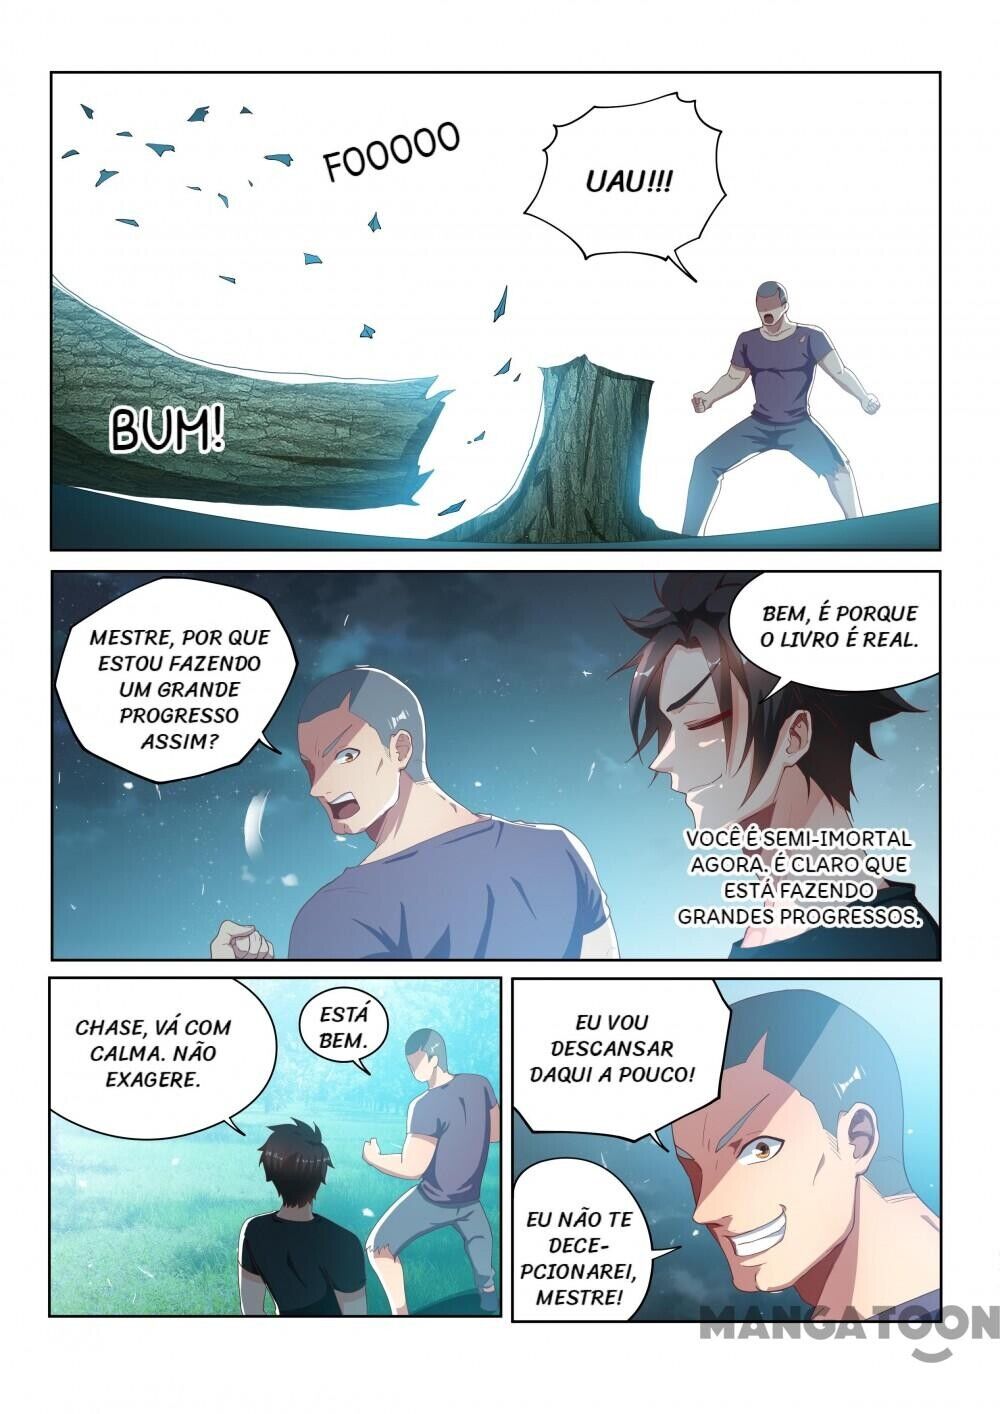 FOOOOO
UAU!!!
BUM!
MESTRE, POR QUE
ESTOU FAZENDO
UM GRANDE
PROGRESSO
ASSIM?
BEM, É PORQUE
O LIVRO É REAL.
VOCÊ É SEMI-IMORTAL
AGORA. É CLARO QUE
ESTÁ FAZENDO
GRANDES PROGRESSOS.
CHASE, VÁ COM
CALMA. NÃO
EXAGERE.
ESTÁ
BEM.
EU VOU
DESCANSAR
DAQUI A POUCO!
EU NÃO TE
DECE-
PCIONAREI,
MESTRE!
MANGATOON